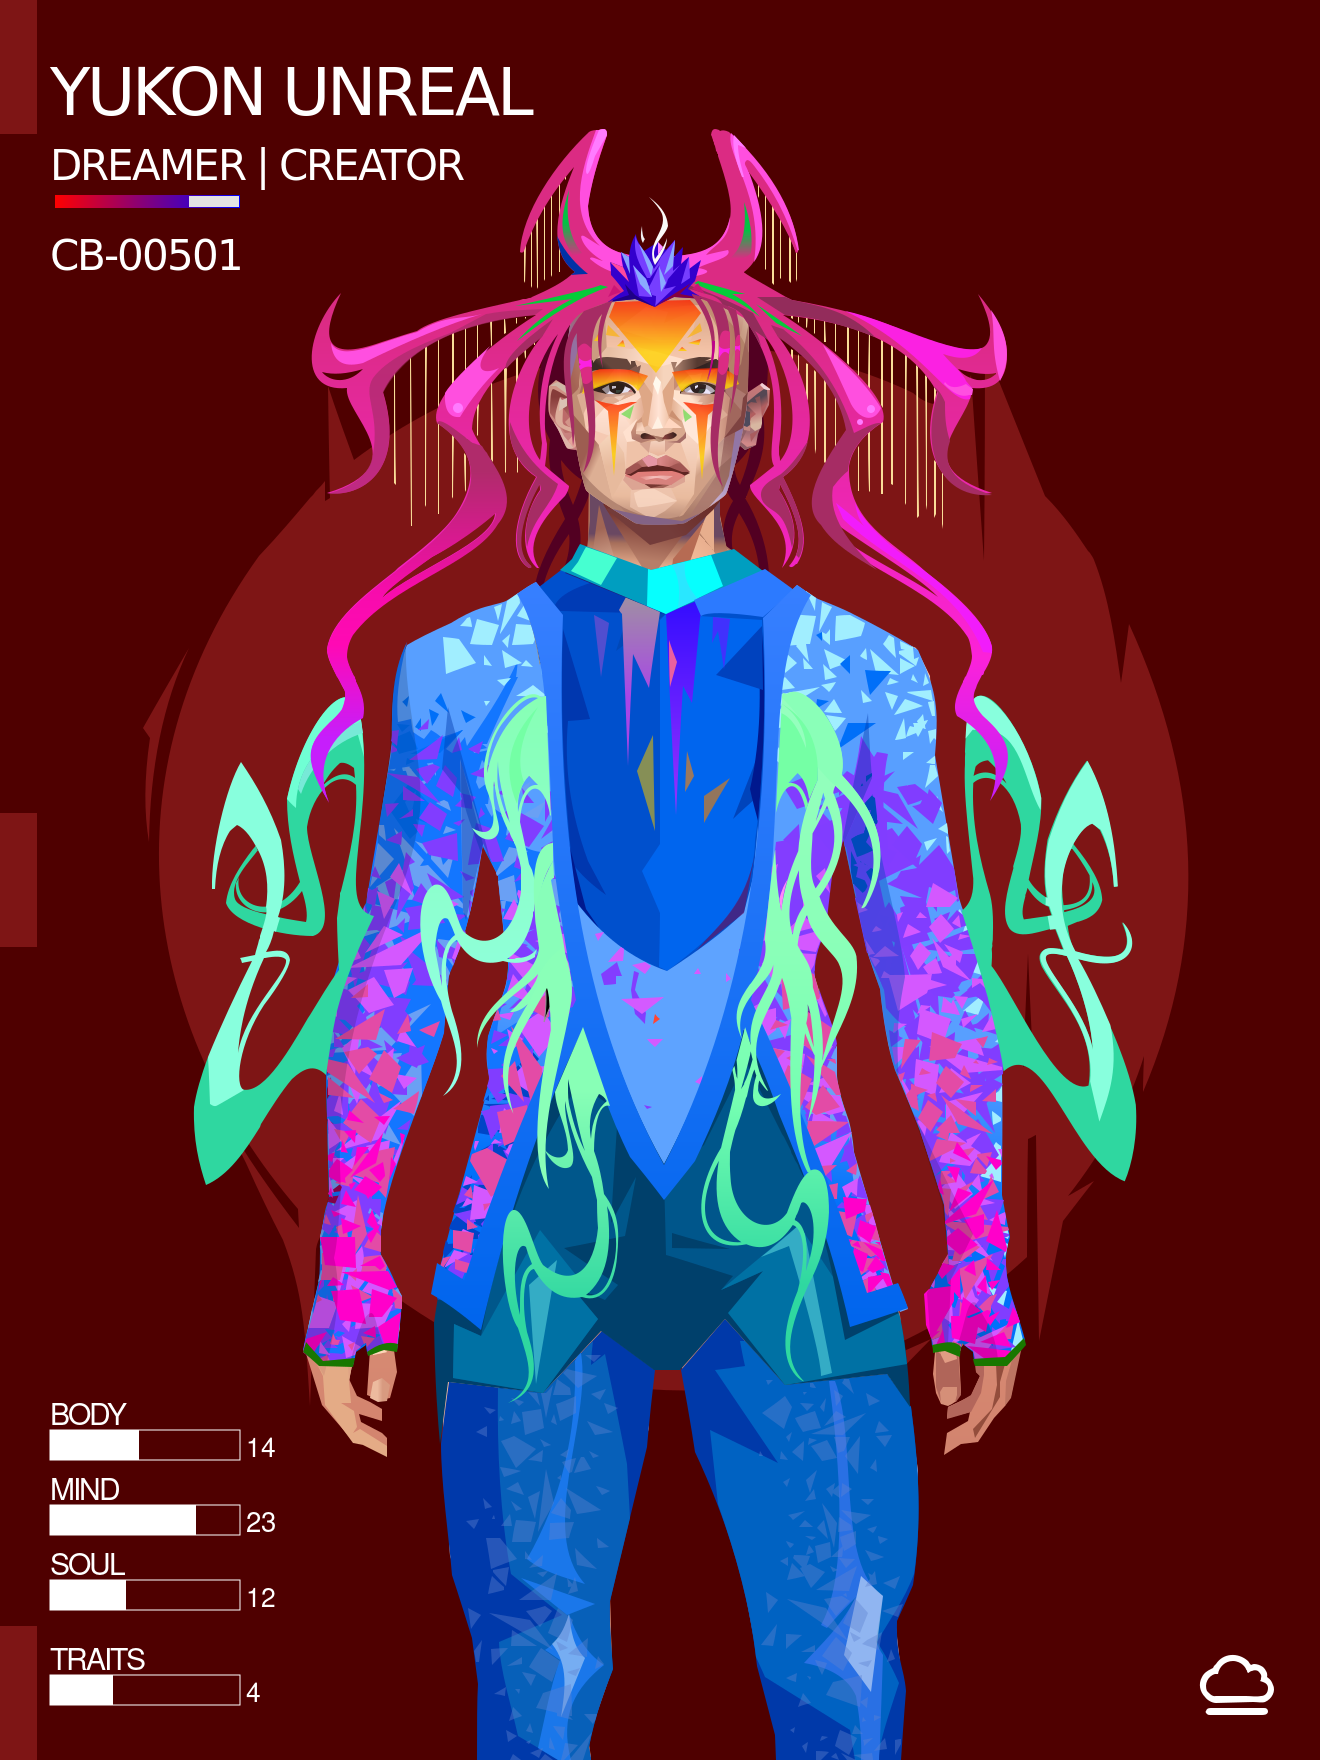 YUKON UNREAL
DREAMER | CREATOR
CB-00501
BODY
14
MIND
23
SOUL
12
TRAITS
4